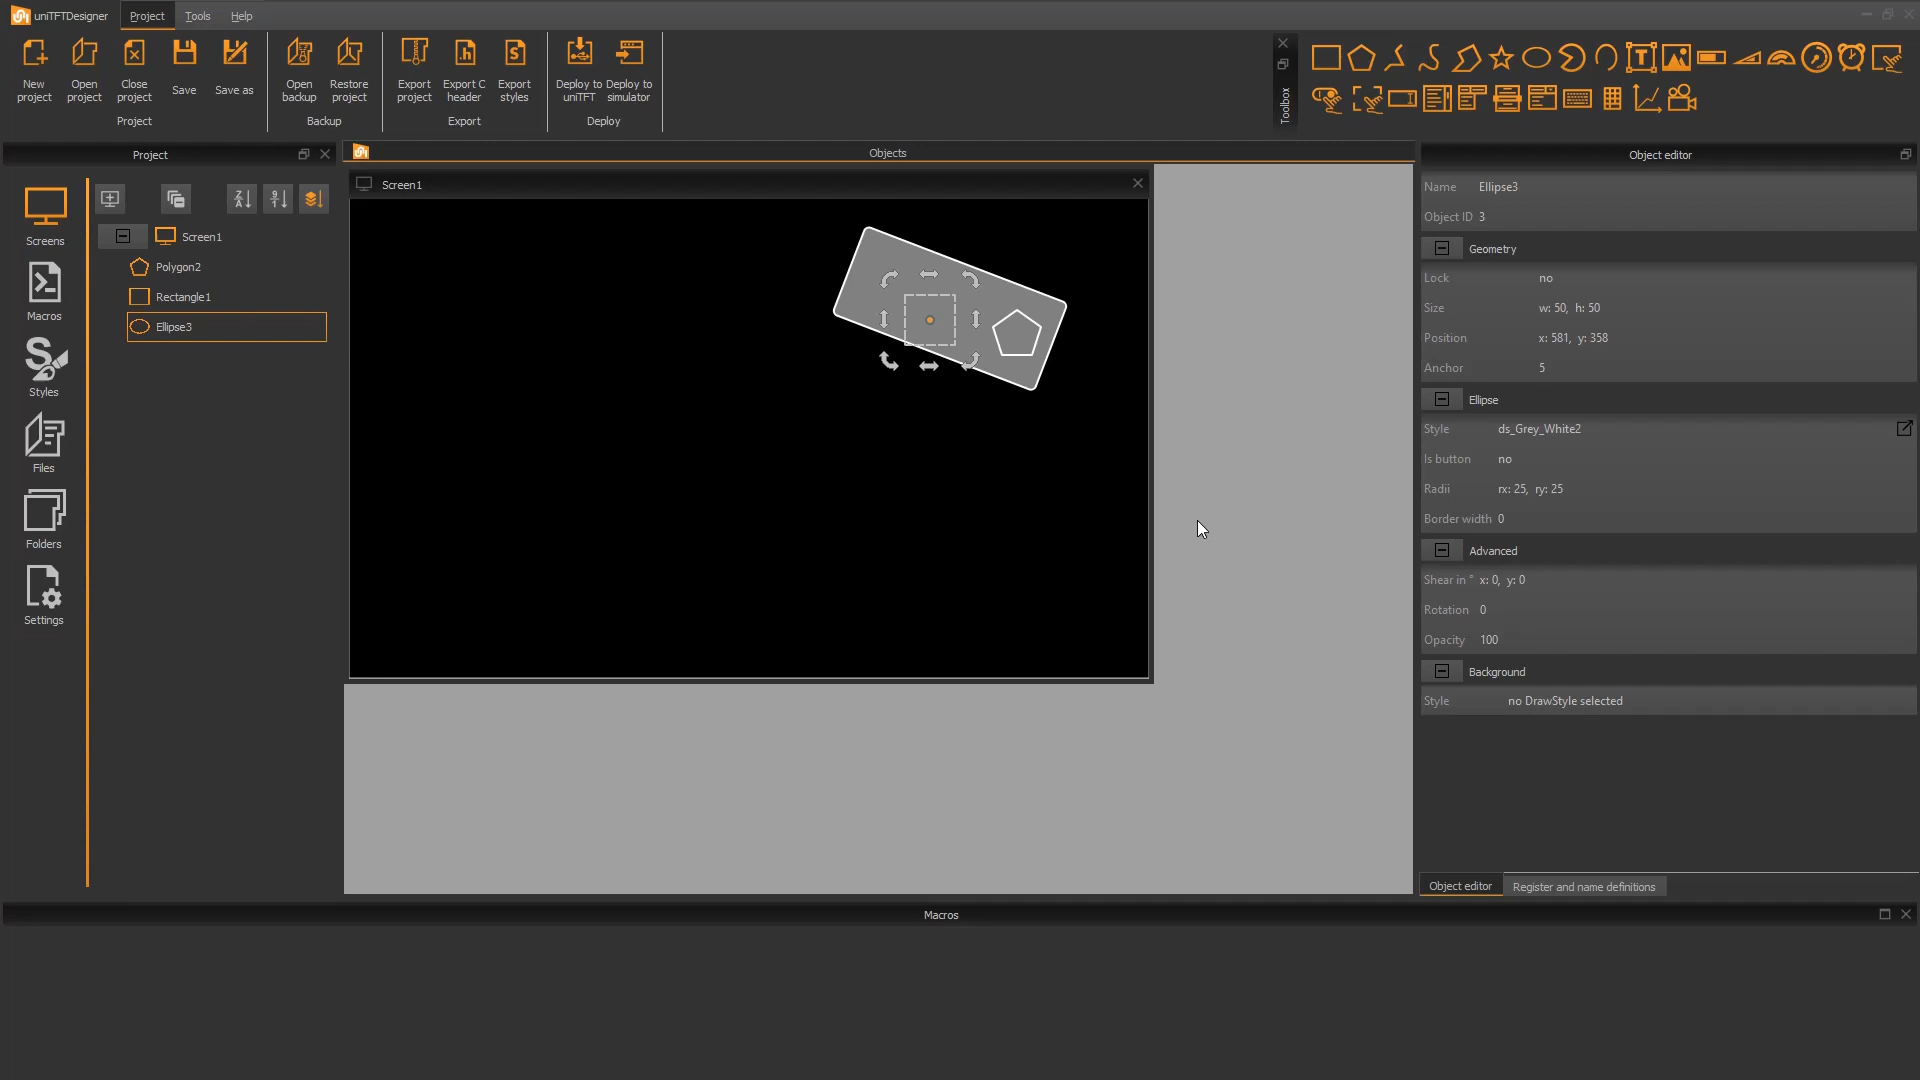 uniTFTDesigner
Project
Tools
Help
New project
Open project
Close project
Save
Save as
Project
Open backup
Restore project
Backup
Export project
Export C header
Export styles
Export
Deploy to uniTFT
Deploy to simulator
Deploy
Toolbox
Project
Objects
Object editor
Screens
Macros
Styles
Files
Folders
Settings
Screen1
Polygon2
Rectangle1
Ellipse3
Screen1
Name Ellipse3
Object ID 3
Geometry
Lock no
Size w: 50, h: 50
Position x: 581, y: 358
Anchor 5
Ellipse
Style ds_Grey_White2
Is button no
Radii rx: 25, ry: 25
Border width 0
Advanced
Shear in ° x: 0, y: 0
Rotation 0
Opacity 100
Background
Style no DrawStyle selected
Object editor
Register and name definitions
Macros